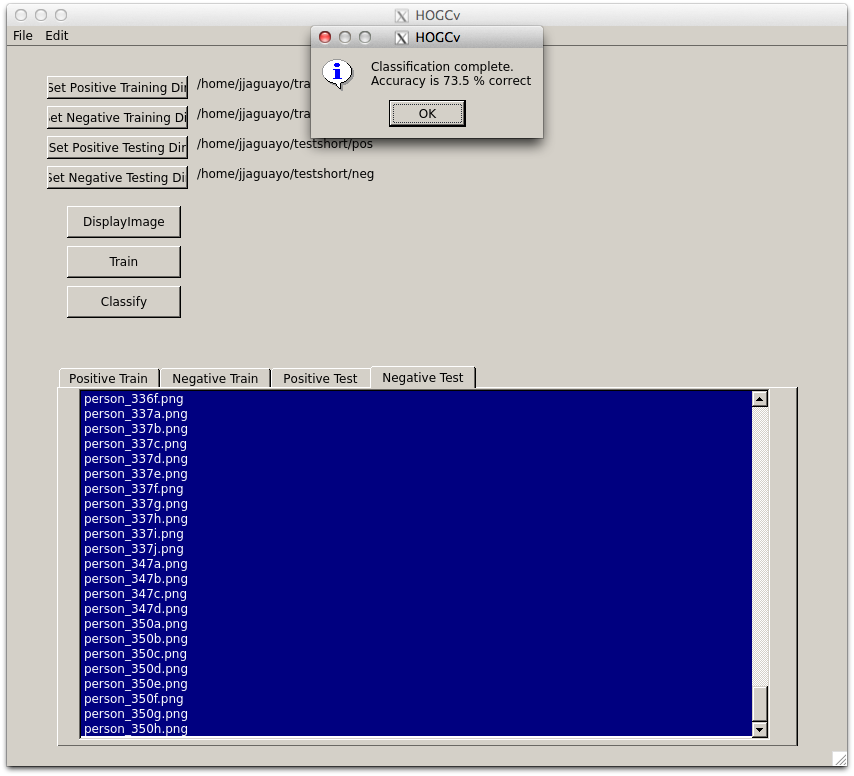 HOGCv
File Edit
HOGCv
Classification complete.
Accuracy is 73.5 % correct
OK
Set Positive Training Dir /home/jjaguayo/tra
Set Negative Training Di /home/jjaguayo/tra
Set Positive Testing Dir /home/jjaguayo/testshort/pos
Set Negative Testing Di /home/jjaguayo/testshort/neg
DisplayImage
Train
Classify
Positive Train Negative Train Positive Test Negative Test
person_336f.png
person_337a.png
person_337b.png
person_337c.png
person_337d.png
person_337e.png
person_337f.png
person_337g.png
person_337h.png
person_337i.png
person_337j.png
person_347a.png
person_347b.png
person_347c.png
person_347d.png
person_350a.png
person_350b.png
person_350c.png
person_350d.png
person_350e.png
person_350f.png
person_350g.png
person_350h.png